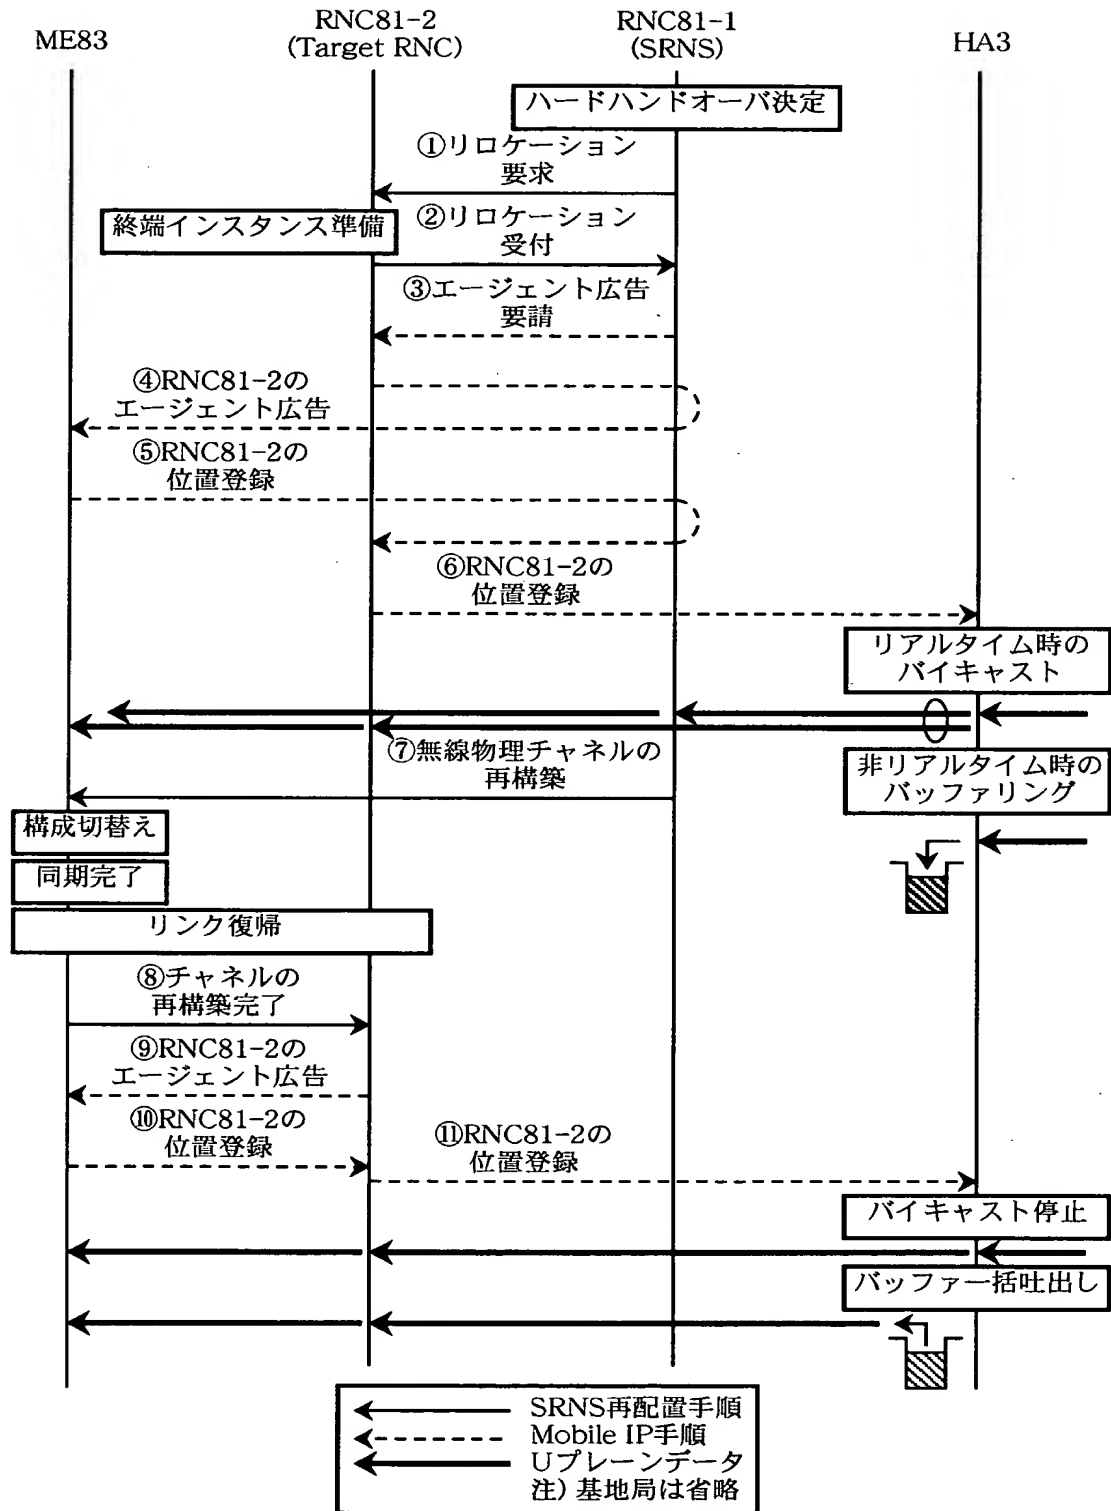 ME83
RNC81-2
(Target RNC)
RNC81-1
(SRNS)
HA3
ハードハンドオーバ決定
①リロケーション
要求
終端インスタンス準備
②リロケーション
受付
③エージェント広告
要請
④RNC81-2の
エージェント広告
⑤RNC81-2の
位置登録
⑥RNC81-2の
位置登録
リアルタイム時の
バイキャスト
⑦無線物理チャネルの
再構築
非リアルタイム時の
バッファリング
構成切替え
同期完了
リンク復帰
⑧チャネルの
再構築完了
⑨RNC81-2の
エージェント広告
⑩RNC81-2の
位置登録
⑪RNC81-2の
位置登録
バイキャスト停止
バッファ一括吐出し
SRNS再配置手順
Mobile IP手順
Uプレーンデータ
注) 基地局は省略